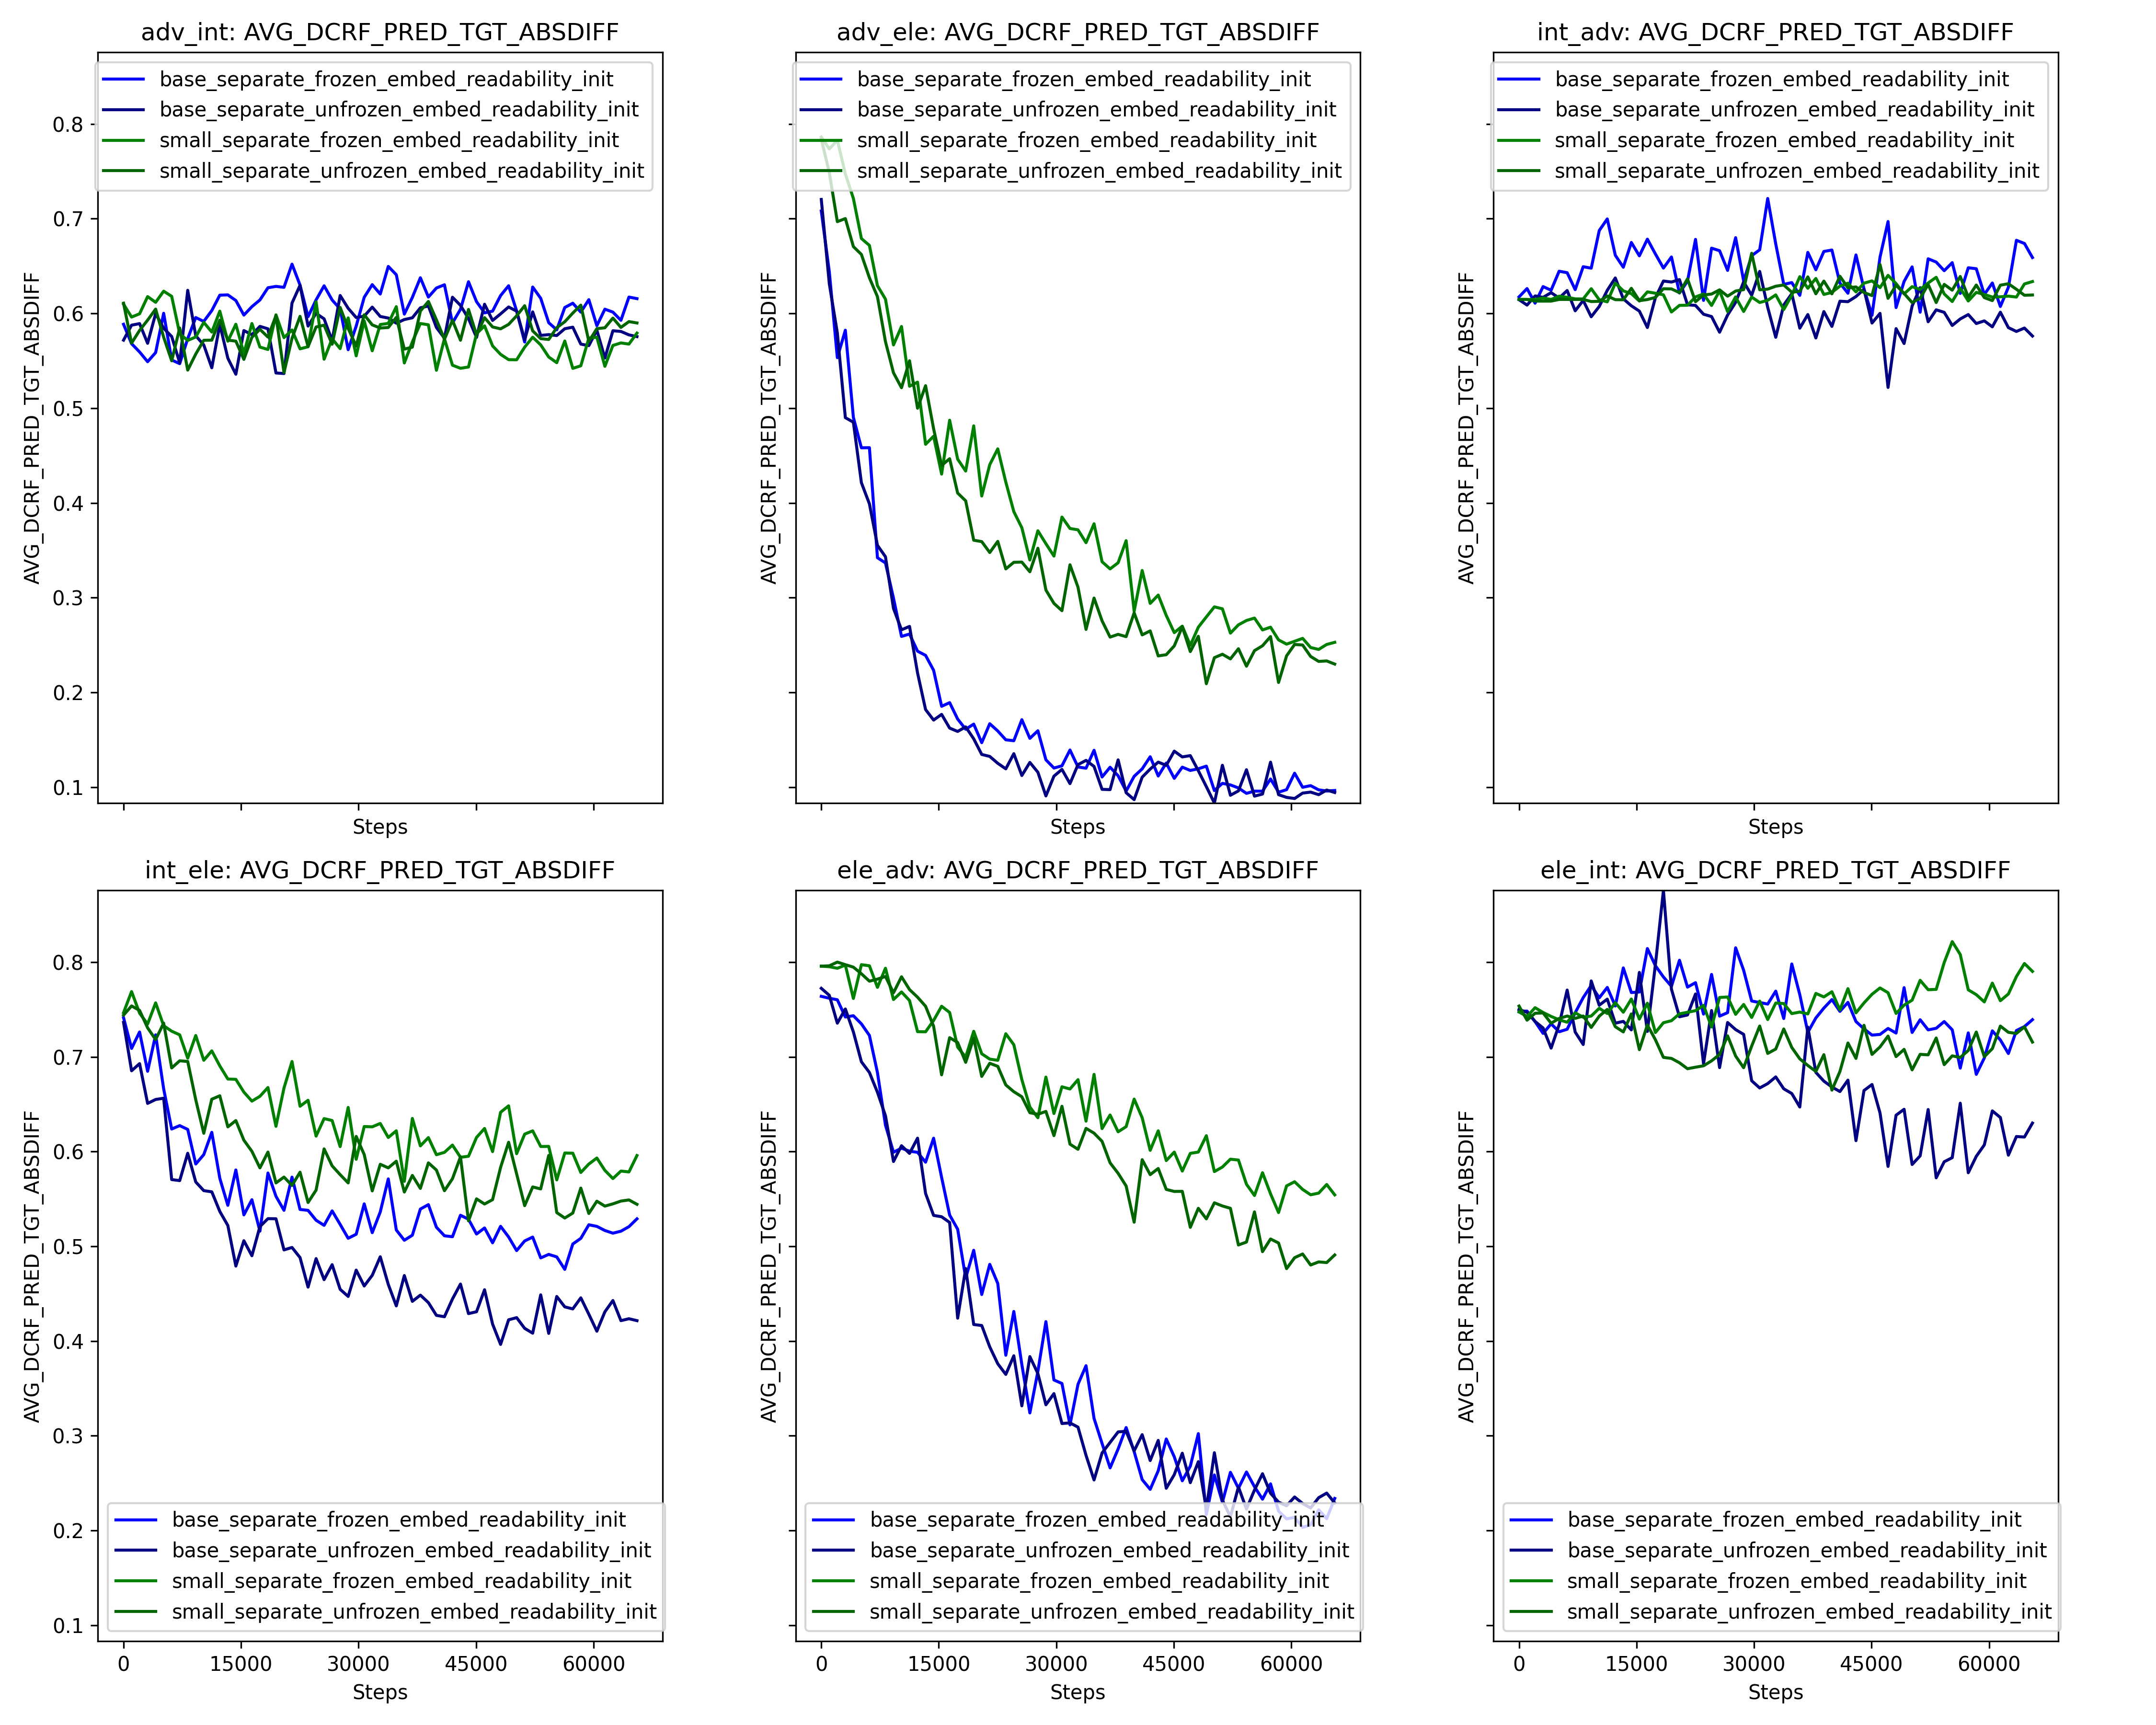 adv_int: AVG_DCRF_PRED_TGT_ABSDIFF
base_separate_frozen_embed_readability_init
base_separate_unfrozen_embed_readability_init
small_separate_frozen_embed_readability_init
small_separate_unfrozen_embed_readability_init
0.8
0.7
0.6
0.5
0.4
0.3
0.2
0.1
AVG_DCRF_PRED_TGT_ABSDIFF
Steps
adv_ele: AVG_DCRF_PRED_TGT_ABSDIFF
base_separate_frozen_embed_readability_init
base_separate_unfrozen_embed_readability_init
small_separate_frozen_embed_readability_init
small_separate_unfrozen_embed_readability_init
AVG_DCRF_PRED_TGT_ABSDIFF
Steps
int_adv: AVG_DCRF_PRED_TGT_ABSDIFF
base_separate_frozen_embed_readability_init
base_separate_unfrozen_embed_readability_init
small_separate_frozen_embed_readability_init
small_separate_unfrozen_embed_readability_init
AVG_DCRF_PRED_TGT_ABSDIFF
Steps
int_ele: AVG_DCRF_PRED_TGT_ABSDIFF
0.8
0.7
0.6
0.5
0.4
0.3
0.2
0.1
AVG_DCRF_PRED_TGT_ABSDIFF
base_separate_frozen_embed_readability_init
base_separate_unfrozen_embed_readability_init
small_separate_frozen_embed_readability_init
small_separate_unfrozen_embed_readability_init
0 15000 30000 45000 60000
Steps
ele_adv: AVG_DCRF_PRED_TGT_ABSDIFF
AVG_DCRF_PRED_TGT_ABSDIFF
base_separate_frozen_embed_readability_init
base_separate_unfrozen_embed_readability_init
small_separate_frozen_embed_readability_init
small_separate_unfrozen_embed_readability_init
0 15000 30000 45000 60000
Steps
ele_int: AVG_DCRF_PRED_TGT_ABSDIFF
AVG_DCRF_PRED_TGT_ABSDIFF
base_separate_frozen_embed_readability_init
base_separate_unfrozen_embed_readability_init
small_separate_frozen_embed_readability_init
small_separate_unfrozen_embed_readability_init
0 15000 30000 45000 60000
Steps